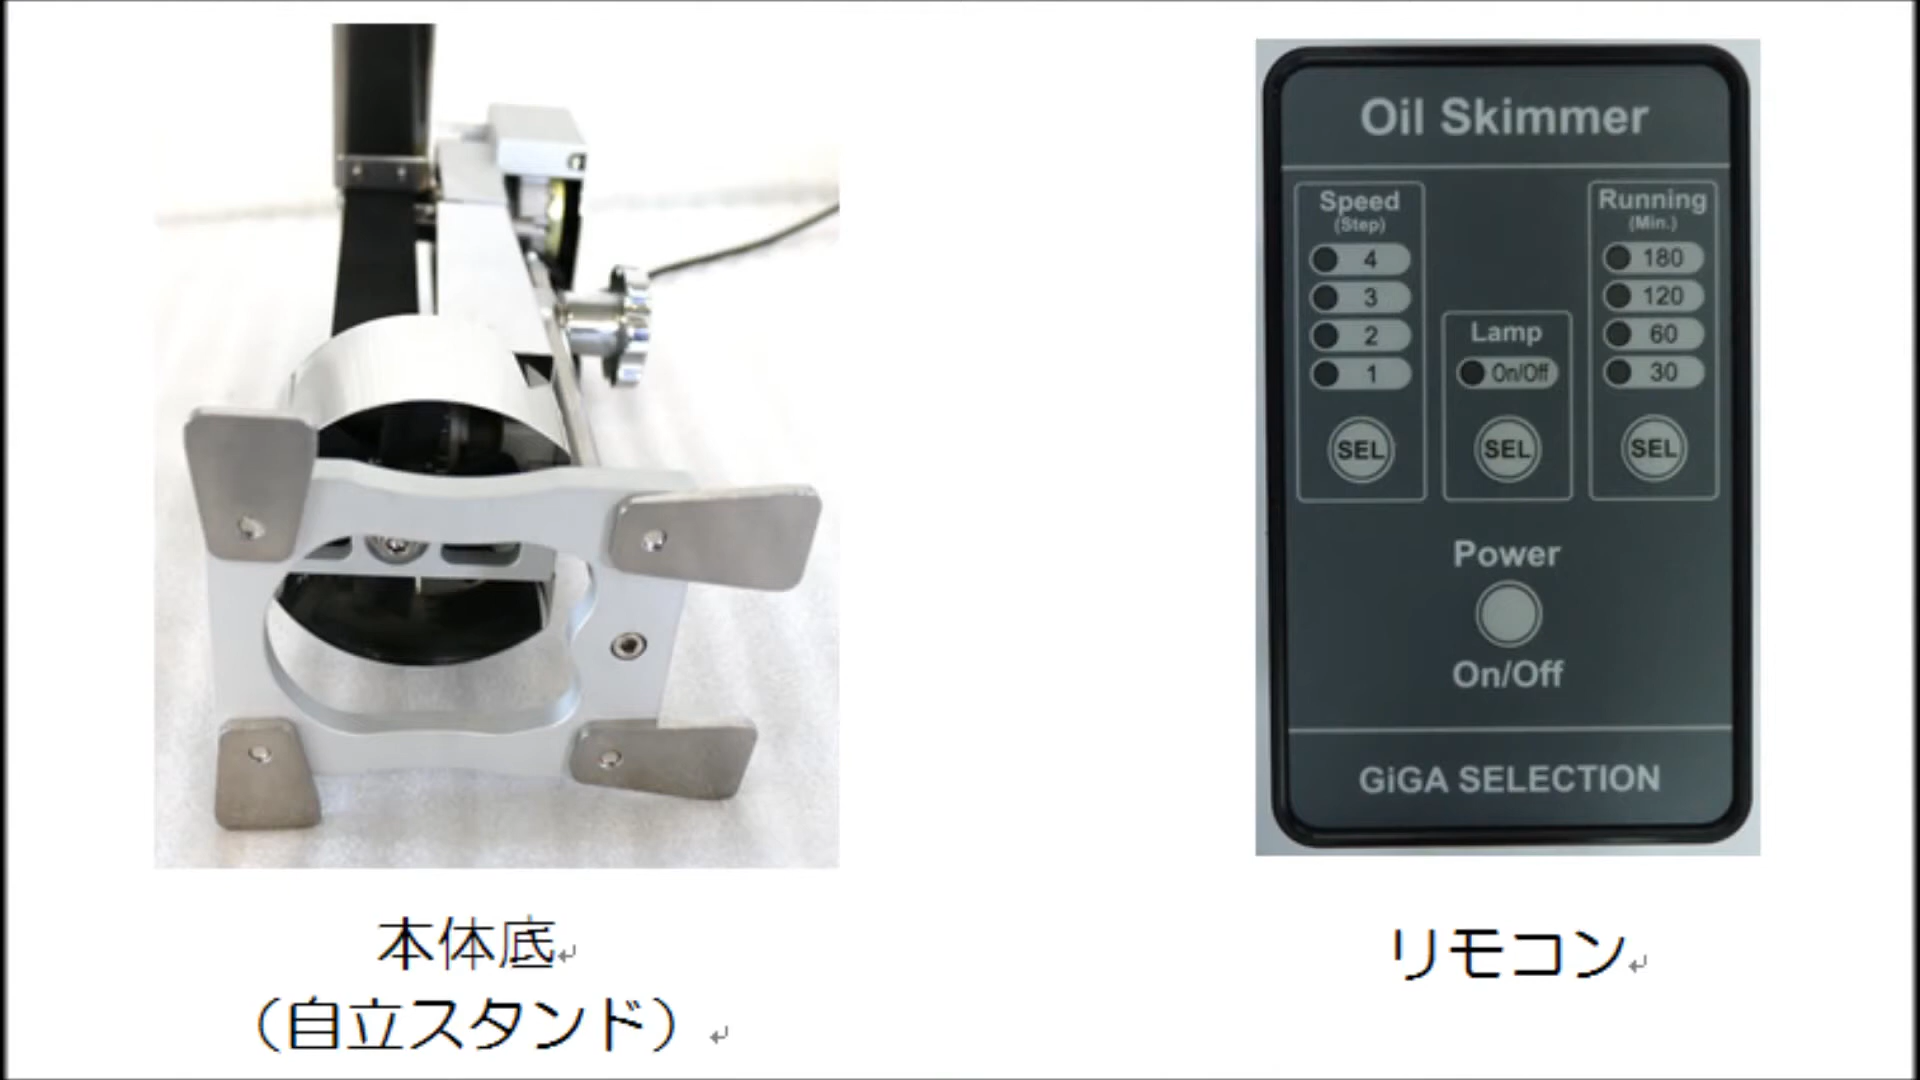 本体底
（自立スタンド）
Oil Skimmer
Speed
(Step)
4
3
2
1
SEL
Lamp
On/Off
SEL
Running
(Min.)
180
120
60
30
SEL
Power
On/Off
GiGA SELECTION
リモコン